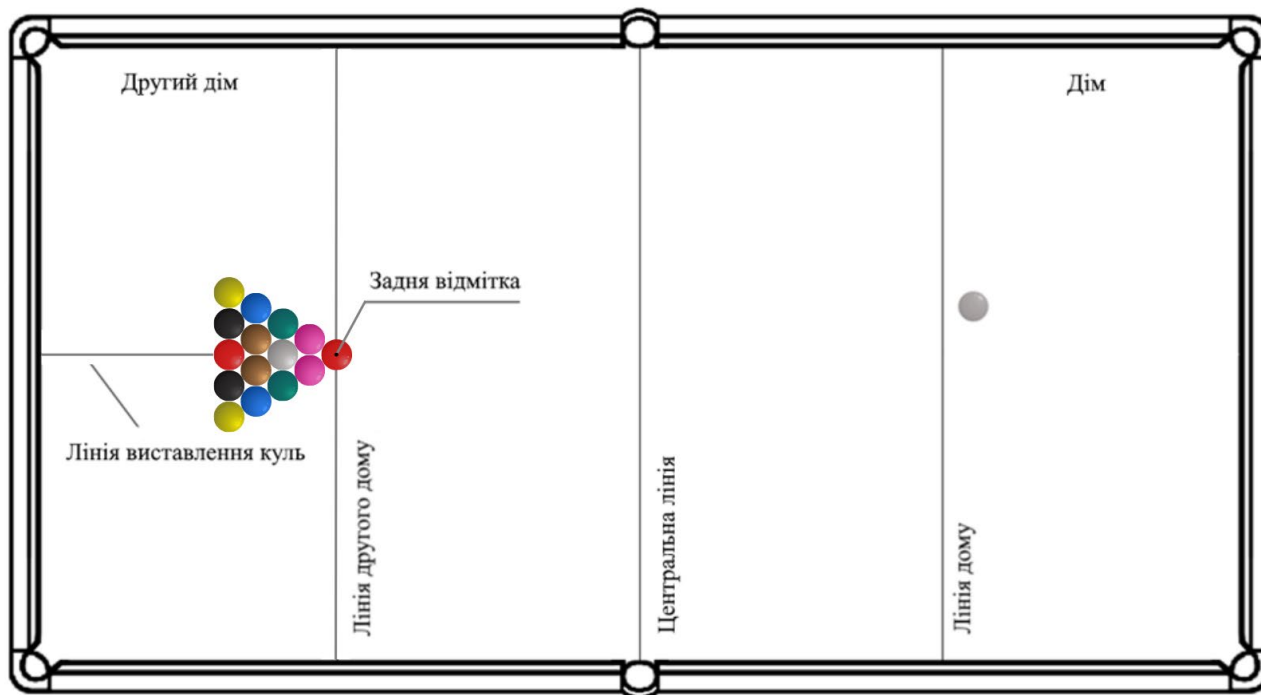 Другий дім
Дім
Задня відмітка
Лінія виставлення куль
Лінія другого дому
Центральна лінія
Лінія дому